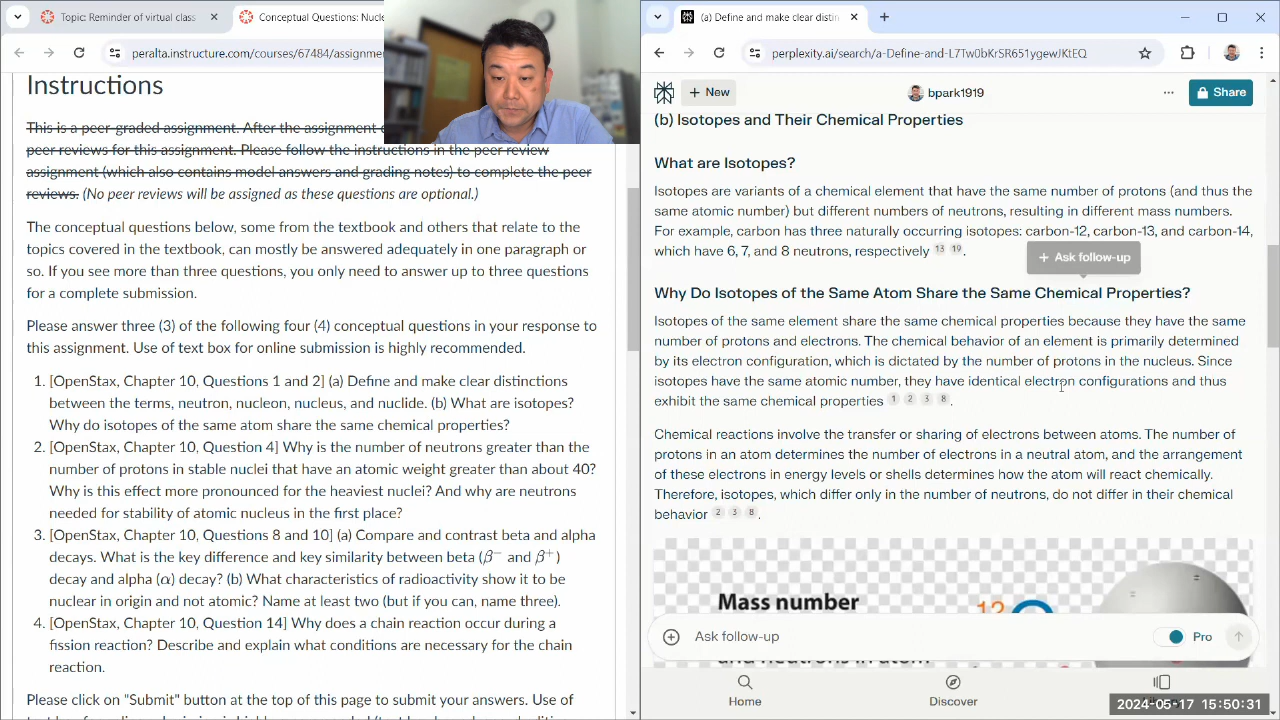 Topic: Reminder of virtual class
Conceptual Questions: Nucle
peralta.instructure.com/courses/67484/assignme
Instructions
This is a peer-graded assignment. After the assignment
peer reviews for this assignment. Please follow the instructions in the peer review
assignment (which also contains model answers and grading notes) to complete the peer
reviews. (No peer reviews will be assigned as these questions are optional.)
The conceptual questions below, some from the textbook and others that relate to the
topics covered in the textbook, can mostly be answered adequately in one paragraph or
so. If you see more than three questions, you only need to answer up to three questions
for a complete submission.
Please answer three (3) of the following four (4) conceptual questions in your response to
this assignment. Use of text box for online submission is highly recommended.
1. [OpenStax, Chapter 10, Questions 1 and 2] (a) Define and make clear distinctions
between the terms, neutron, nucleon, nucleus, and nuclide. (b) What are isotopes?
Why do isotopes of the same atom share the same chemical properties?
2. [OpenStax, Chapter 10, Question 4] Why is the number of neutrons greater than the
number of protons in stable nuclei that have an atomic weight greater than about 40?
Why is this effect more pronounced for the heaviest nuclei? And why are neutrons
needed for stability of atomic nucleus in the first place?
3. [OpenStax, Chapter 10, Questions 8 and 10] (a) Compare and contrast beta and alpha
decays. What is the key difference and key similarity between beta (β⁻ and β⁺)
decay and alpha (α) decay? (b) What characteristics of radioactivity show it to be
nuclear in origin and not atomic? Name at least two (but if you can, name three).
4. [OpenStax, Chapter 10, Question 14] Why does a chain reaction occur during a
fission reaction? Describe and explain what conditions are necessary for the chain
reaction.
Please click on "Submit" button at the top of this page to submit your answers. Use of
(a) Define and make clear distin
perplexity.ai/search/a-Define-and-L7Tw0bKrSR651ygewJKtEQ
New
bpark1919
Share
(b) Isotopes and Their Chemical Properties
What are Isotopes?
Isotopes are variants of a chemical element that have the same number of protons (and thus the
same atomic number) but different numbers of neutrons, resulting in different mass numbers.
For example, carbon has three naturally occurring isotopes: carbon-12, carbon-13, and carbon-14,
which have 6, 7, and 8 neutrons, respectively 13 19.
+ Ask follow-up
Why Do Isotopes of the Same Atom Share the Same Chemical Properties?
Isotopes of the same element share the same chemical properties because they have the same
number of protons and electrons. The chemical behavior of an element is primarily determined
by its electron configuration, which is dictated by the number of protons in the nucleus. Since
isotopes have the same atomic number, they have identical electron configurations and thus
exhibit the same chemical properties 1 2 3 8.
Chemical reactions involve the transfer or sharing of electrons between atoms. The number of
protons in an atom determines the number of electrons in a neutral atom, and the arrangement
of these electrons in energy levels or shells determines how the atom will react chemically.
Therefore, isotopes, which differ only in the number of neutrons, do not differ in their chemical
behavior 2 3 8.
Mass number
12
Ask follow-up
Pro
Home
Discover
2024-05-17 15:50:31